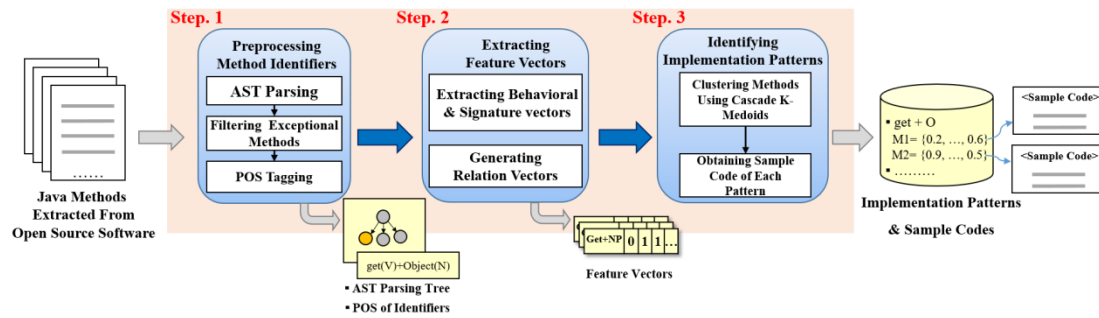 Step. 1
Step. 2
Step. 3
Preprocessing
Method Identifiers
AST Parsing
Filtering Exceptional
Methods
POS Tagging
Extracting
Feature Vectors
Extracting Behavioral
& Signature vectors
Generating
Relation Vectors
Identifying
Implementation Patterns
Clustering Methods
Using Cascade K-
Medoids
Obtaining Sample
Code of Each
Pattern
......
Java Methods
Extracted From
Open Source Software
get(V)+Object(N)
▪ AST Parsing Tree
▪ POS of Identifiers
Get+NP 0 1 1 ...
Feature Vectors
▪ get + O
M1= {0.2, …, 0.6}
M2= {0.9, …, 0.5}
▪ ………
<Sample Code>
<Sample Code>
Implementation Patterns
& Sample Codes